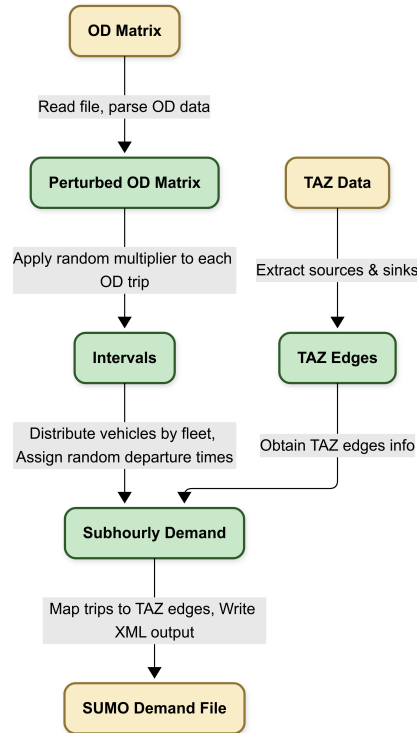 OD Matrix
Read file, parse OD data
Perturbed OD Matrix
TAZ Data
Apply random multiplier to each
OD trip
Extract sources & sinks
Intervals
TAZ Edges
Distribute vehicles by fleet,
Assign random departure times
Obtain TAZ edges info
Subhourly Demand
Map trips to TAZ edges, Write
XML output
SUMO Demand File